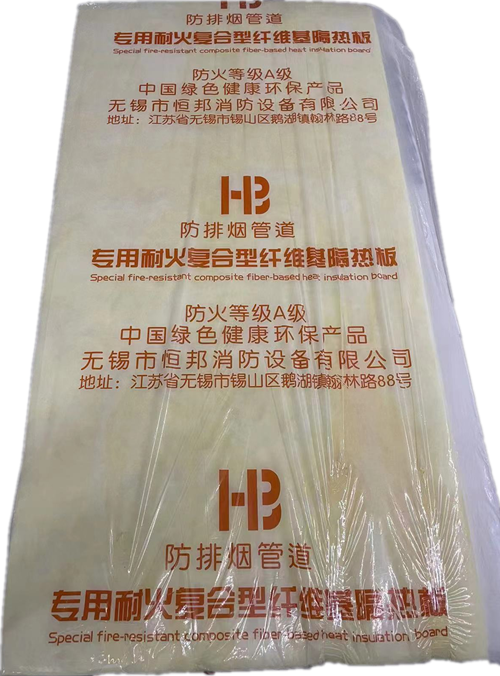 HB
防排烟管道
专用耐火复合型纤维基隔热板
Special fire-resistant composite fiber-based heat insulation board
防火等级A级
中国绿色健康环保产品
无锡市恒邦消防设备有限公司
地址：江苏省无锡市锡山区鹅湖镇翰林路88号
HB
防排烟管道
专用耐火复合型纤维基隔热板
Special fire-resistant composite fiber-based heat insulation board
防火等级A级
中国绿色健康环保产品
无锡市恒邦消防设备有限公司
地址：江苏省无锡市锡山区鹅湖镇翰林路88号
HB
防排烟管道
专用耐火复合型纤维基隔热板
Special fire-resistant composite fiber-based heat insulation board